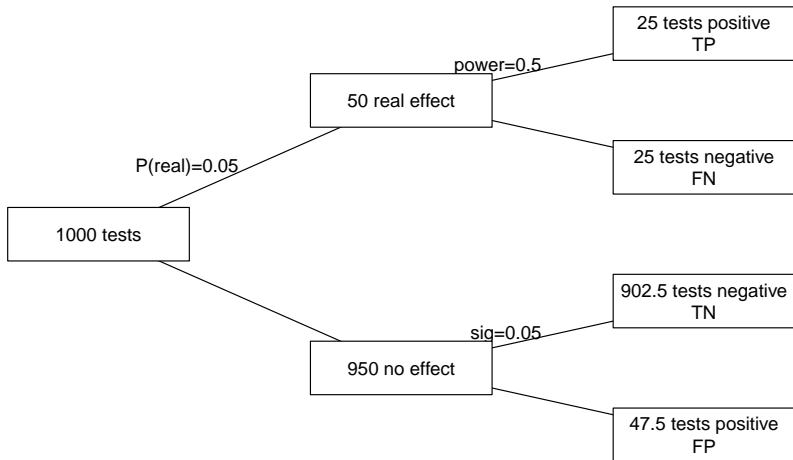 25 tests positive
TP
power=0.5
50 real effect
P(real)=0.05
25 tests negative
FN
1000 tests
902.5 tests negative
TN
sig=0.05
950 no effect
47.5 tests positive
FP